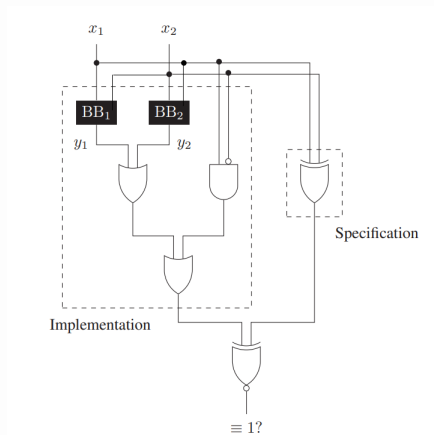 x₁ x₂
BB₁ BB₂
y₁ y₂
Specification
Implementation
≡ 1?